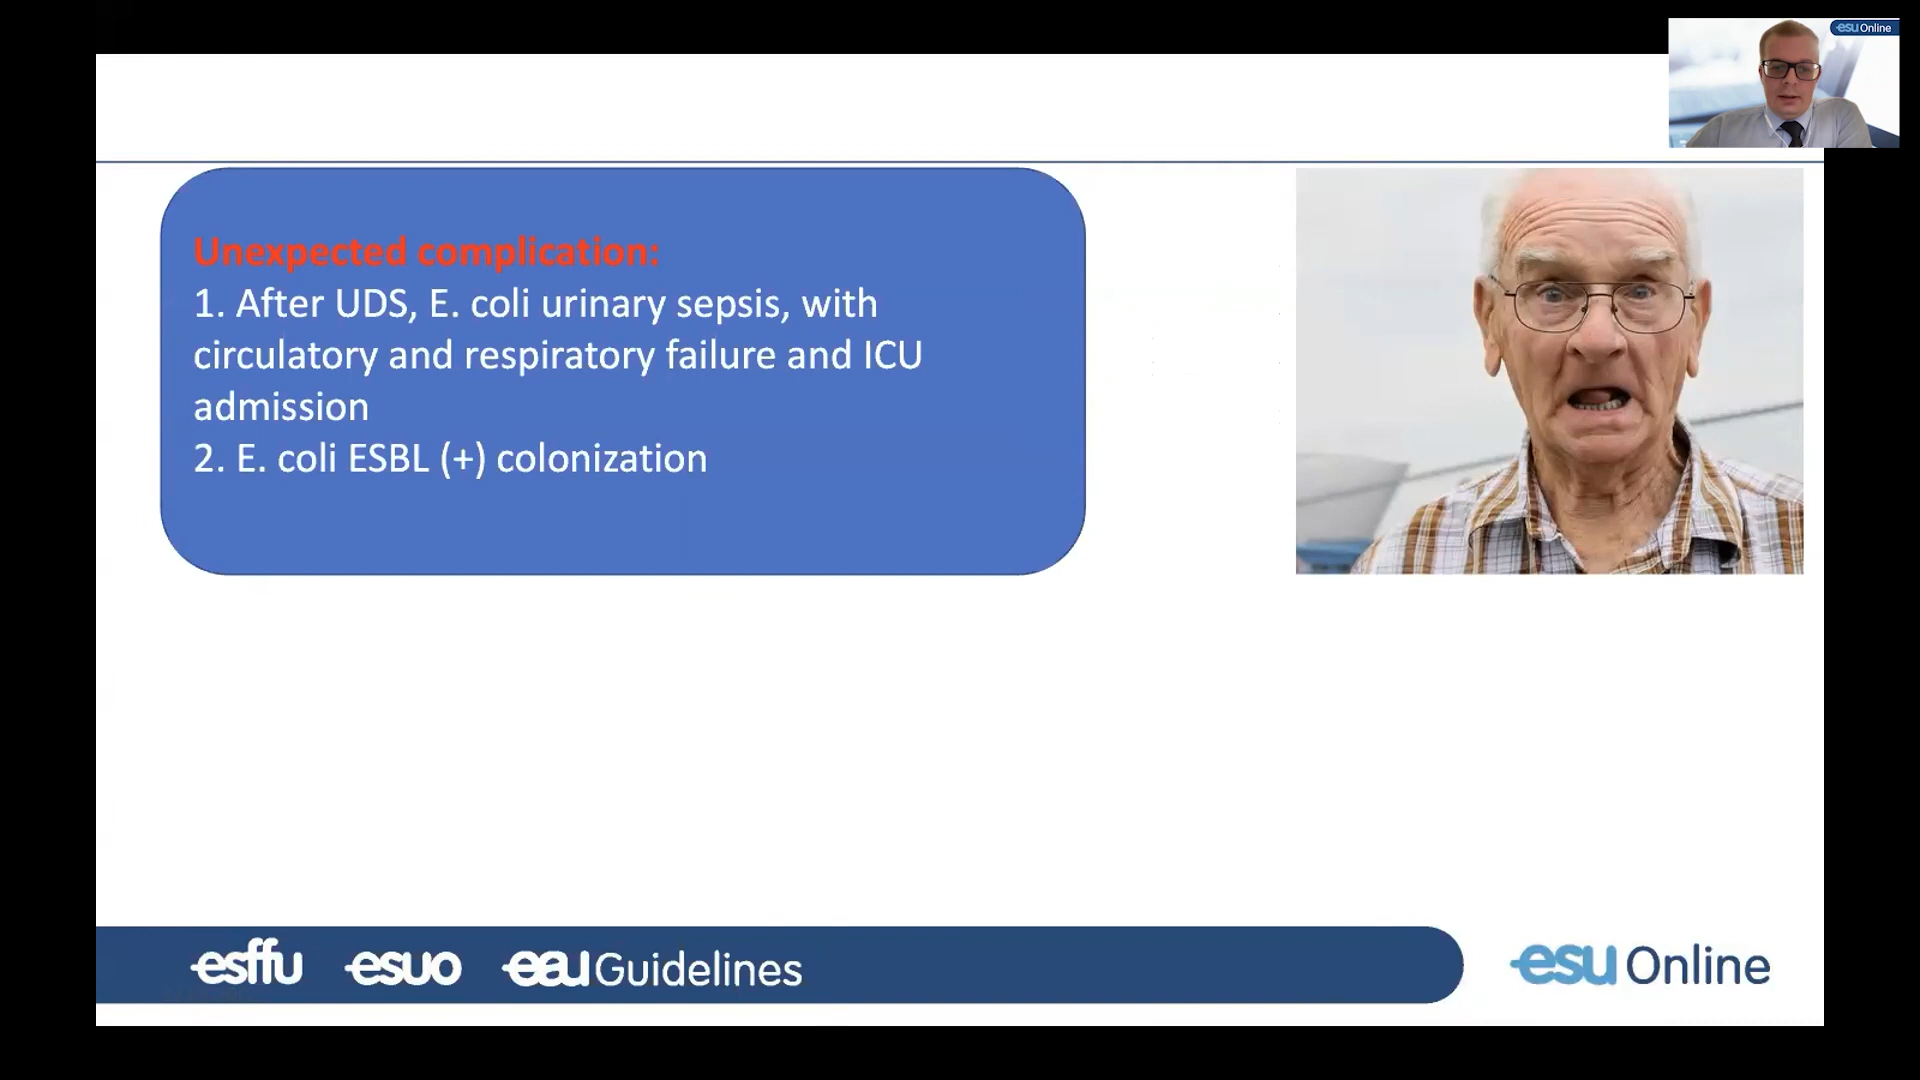 esu Online
Unexpected complication:
1. After UDS, E. coli urinary sepsis, with
circulatory and respiratory failure and ICU
admission
2. E. coli ESBL (+) colonization
esffu esuo eau Guidelines
esu Online